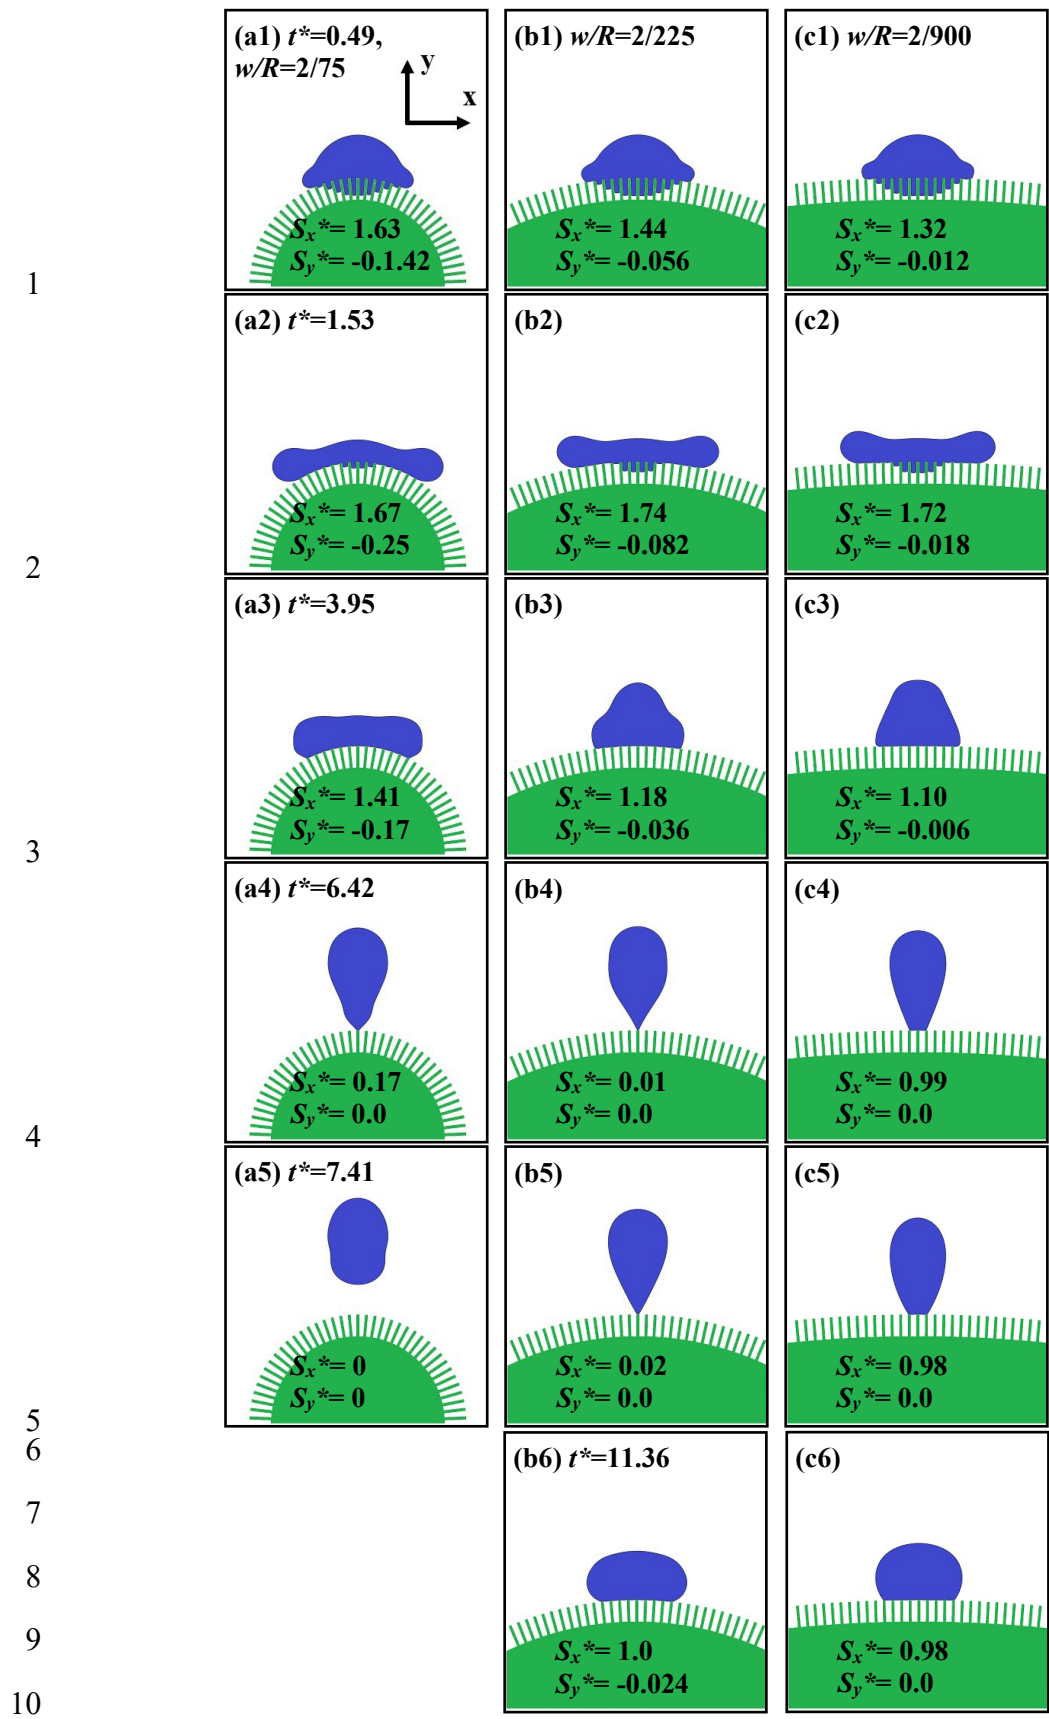 (a1) t*=0.49,
w/R=2/75
y
x
Sx*= 1.63
Sy*= -0.1.42
(b1) w/R=2/225
Sx*= 1.44
Sy*= -0.056
(c1) w/R=2/900
Sx*= 1.32
Sy*= -0.012
1
(a2) t*=1.53
Sx*= 1.67
Sy*= -0.25
(b2)
Sx*= 1.74
Sy*= -0.082
(c2)
Sx*= 1.72
Sy*= -0.018
2
(a3) t*=3.95
Sx*= 1.41
Sy*= -0.17
(b3)
Sx*= 1.18
Sy*= -0.036
(c3)
Sx*= 1.10
Sy*= -0.006
3
(a4) t*=6.42
Sx*= 0.17
Sy*= 0.0
(b4)
Sx*= 0.01
Sy*= 0.0
(c4)
Sx*= 0.99
Sy*= 0.0
4
(a5) t*=7.41
Sx*= 0
Sy*= 0
(b5)
Sx*= 0.02
Sy*= 0.0
(c5)
Sx*= 0.98
Sy*= 0.0
5
6
(b6) t*=11.36
Sx*= 1.0
Sy*= -0.024
(c6)
Sx*= 0.98
Sy*= 0.0
7
8
9
10